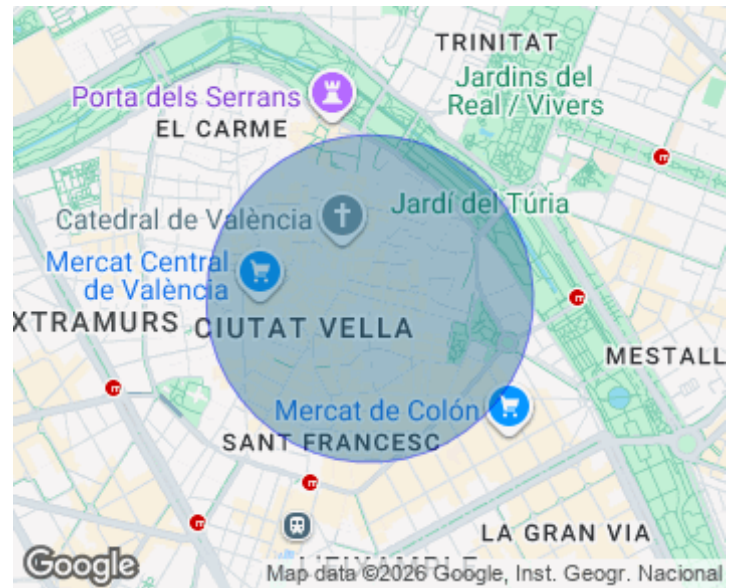 TRINITAT
Jardins del
Real / Vivers
Porta dels Serrans
EL CARME
Jardí del Túria
Catedral de València
Mercat Central
de València
XTRAMURS
CIUTAT VELLA
MESTALL
Mercat de Colón
SANT FRANCESC
LA GRAN VIA
L'EIXAMPLE
Google
Map data ©2026 Google, Inst. Geogr. Nacional